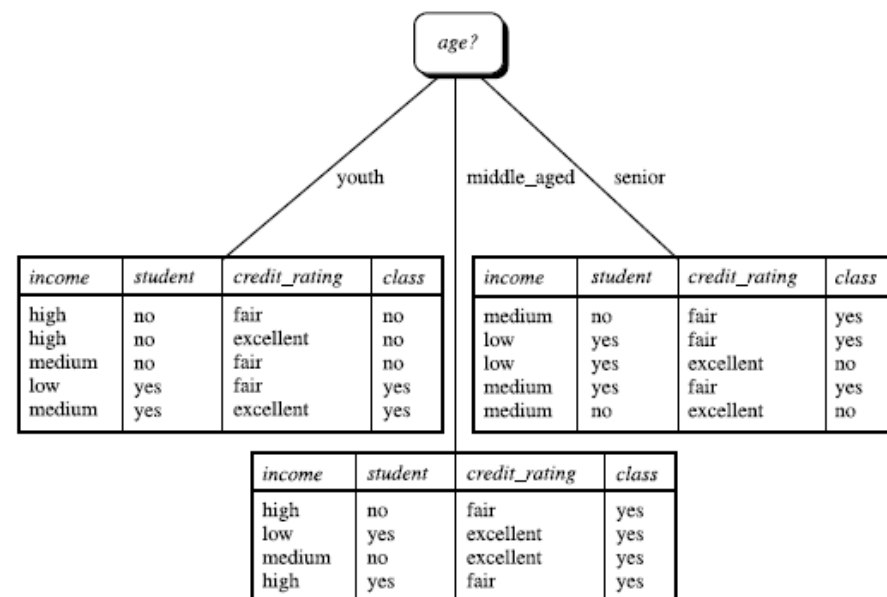 age?
youth
middle_aged
senior
income student credit_rating class
high no fair no
high no excellent no
medium no fair no
low yes fair yes
medium yes excellent yes
income student credit_rating class
medium no fair yes
low yes fair yes
low yes excellent no
medium yes fair yes
medium no excellent no
income student credit_rating class
high no fair yes
low yes excellent yes
medium no excellent yes
high yes fair yes